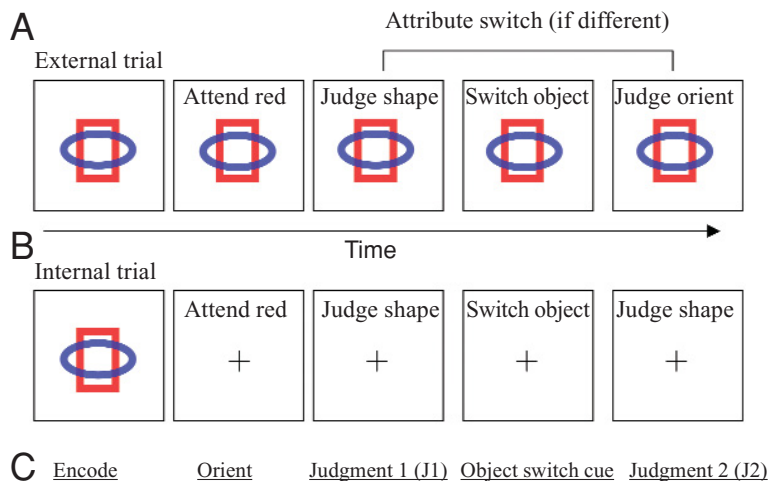 A
Attribute switch (if different)
External trial
Attend red
Judge shape
Switch object
Judge orient
Time
B
Internal trial
Attend red
Judge shape
Switch object
Judge shape
C Encode Orient Judgment 1 (J1) Object switch cue Judgment 2 (J2)